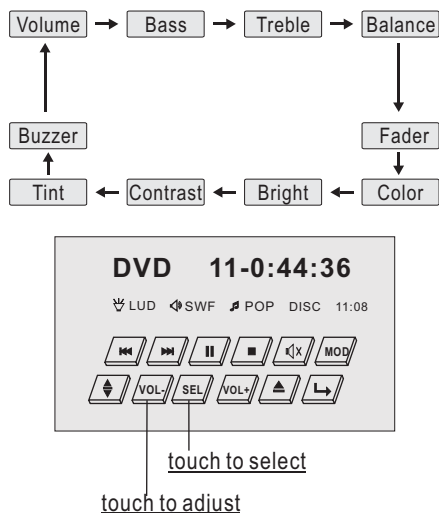 Volume Bass Treble Balance
Buzzer Fader
Tint Contrast Bright Color
DVD 11-0:44:36
LUD SWF POP DISC 11:08
MOD
VOL- SEL VOL+
touch to select
touch to adjust